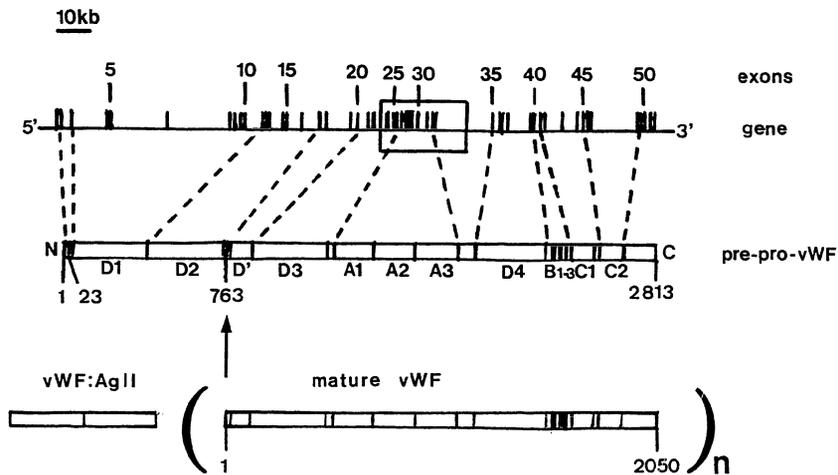 10kb
5 10 15 20 25 30 35 40 45 50 exons
5' 3' gene
N C pre-pro-vWF
D1 D2 D' D3 A1 A2 A3 D4 B1-3 C1 C2
1 23 763 2813
vWF:AgII mature vWF
( ) n
1 2050